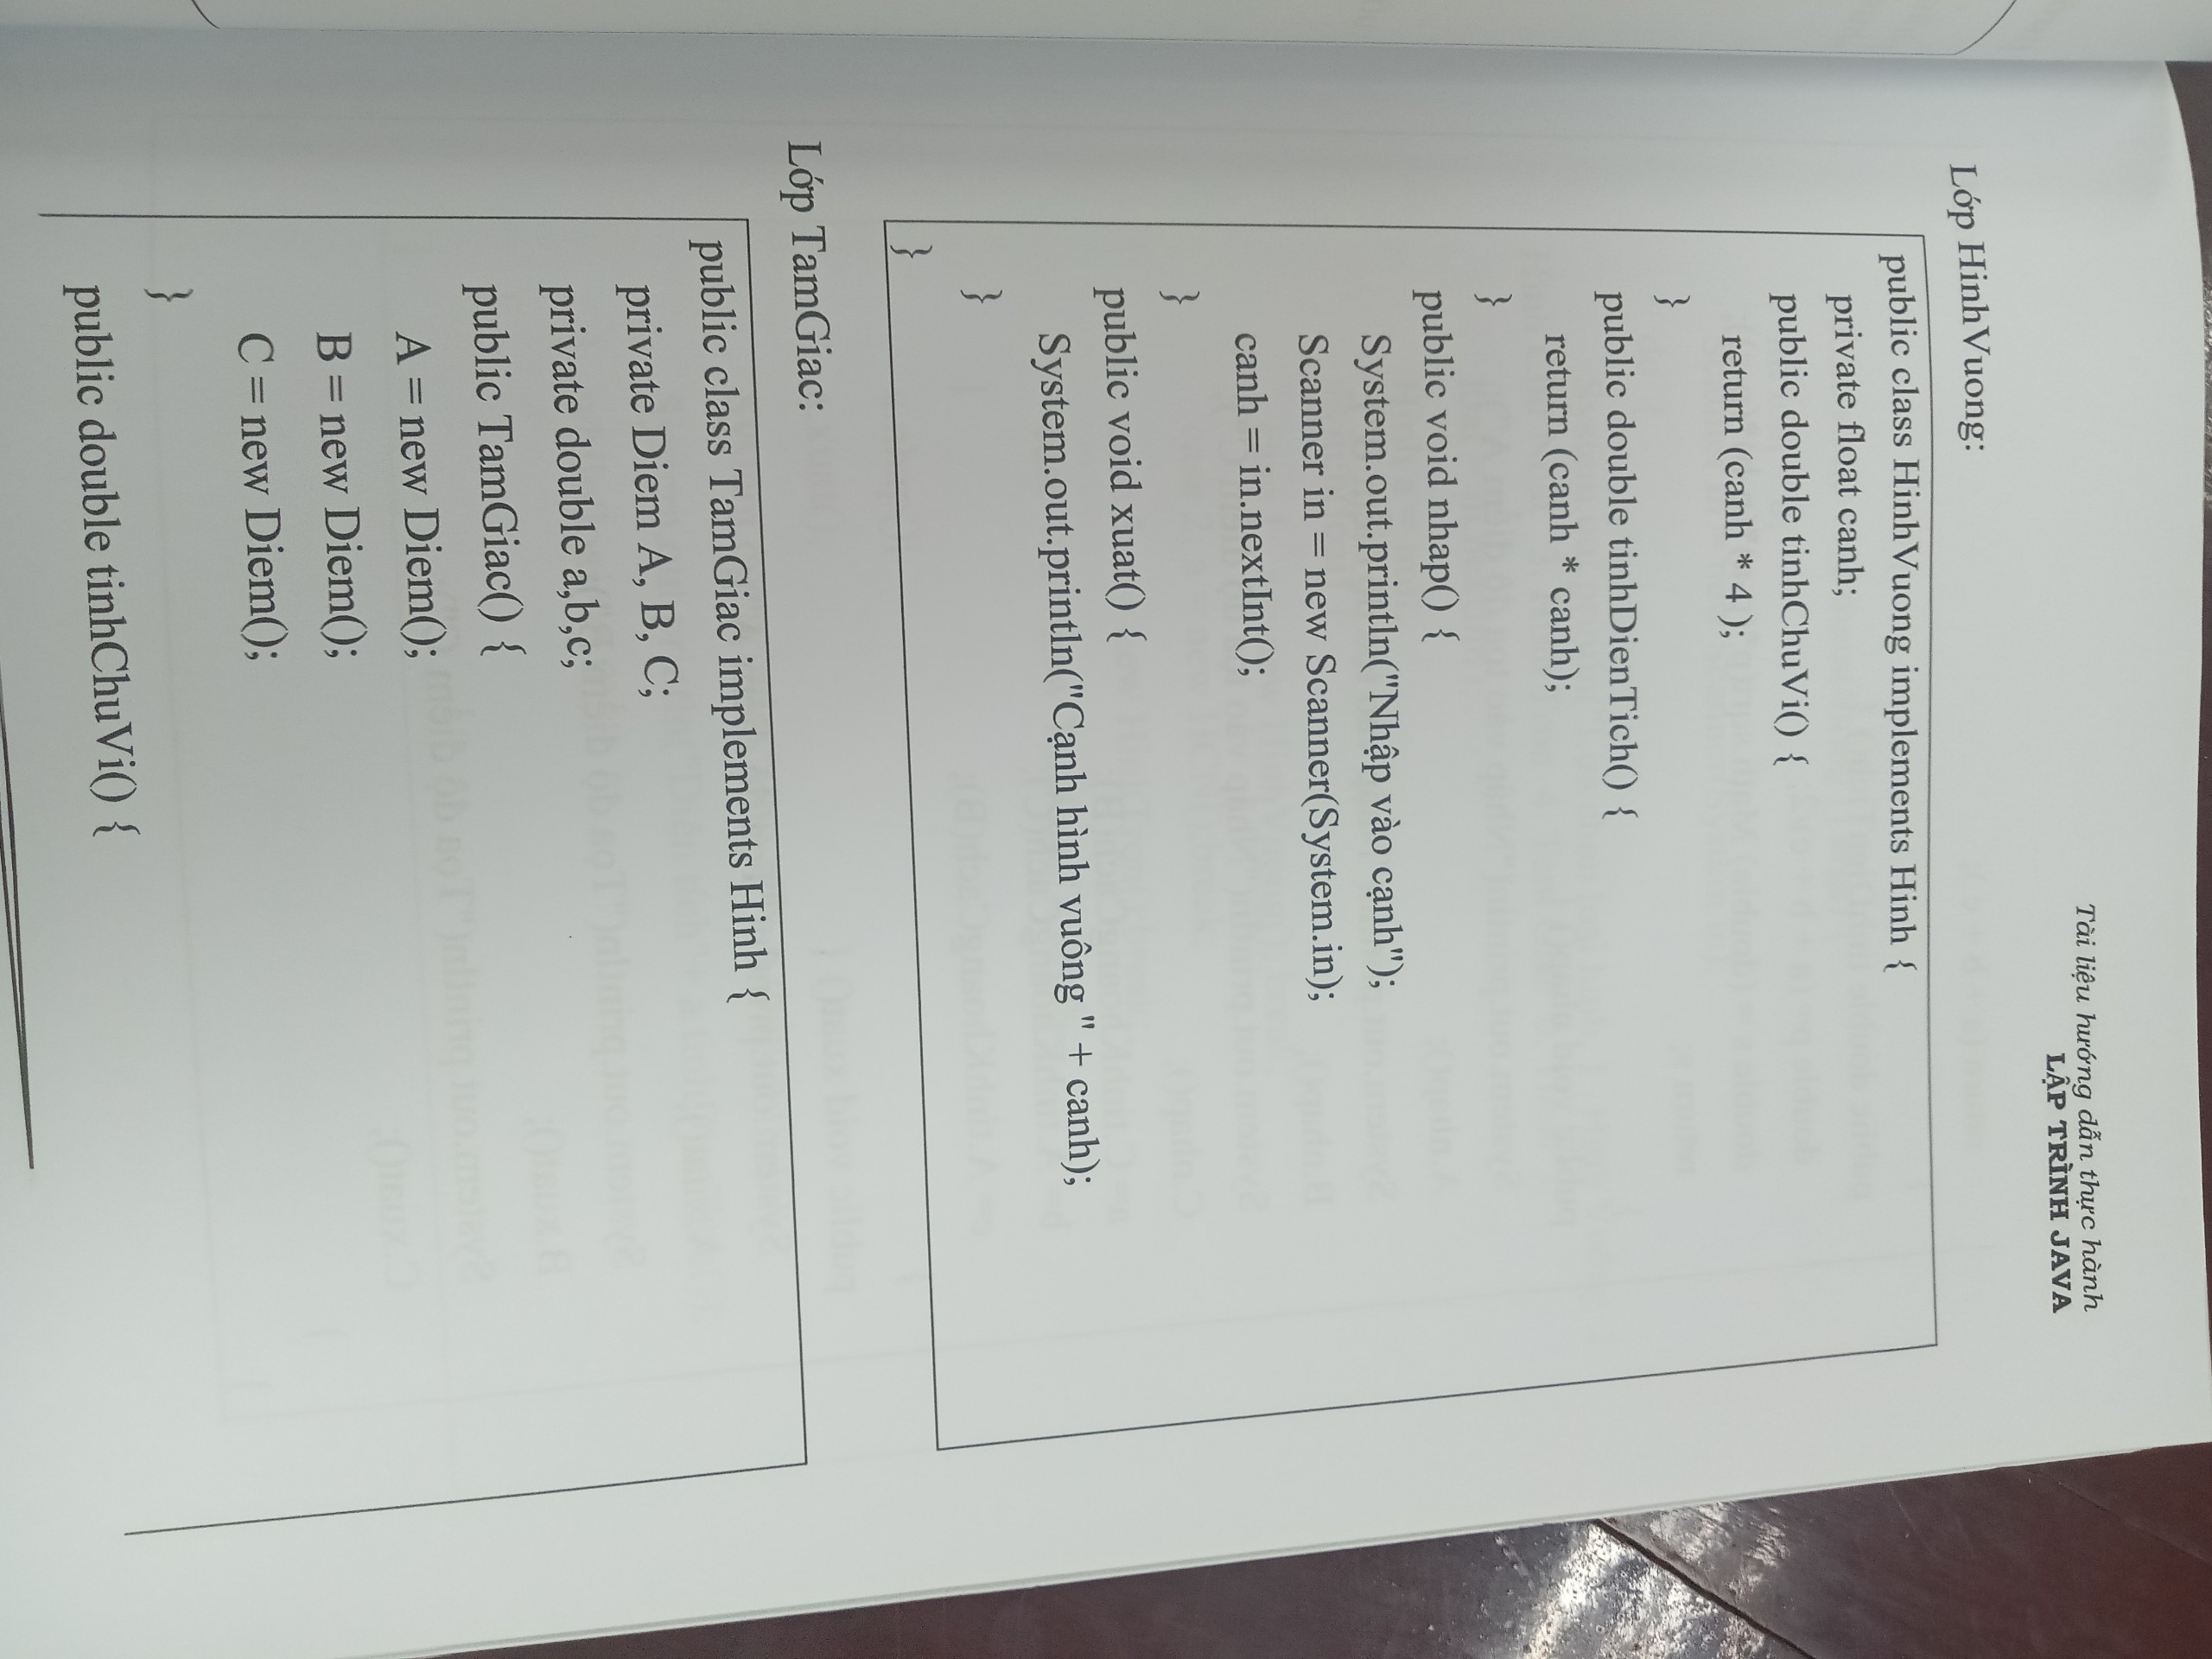 Tài liệu hướng dẫn thực hành
LẬP TRÌNH JAVA
Lớp HinhVuong:
public class HinhVuong implements Hinh {
private float canh;
public double tinhChuVi() {
return (canh * 4 );
}
public double tinhDienTich() {
return (canh * canh);
}
public void nhap() {
System.out.println("Nhập vào cạnh");
Scanner in = new Scanner(System.in);
canh = in.nextInt();
}
public void xuat() {
System.out.println("Cạnh hình vuông " + canh);
}
}
Lớp TamGiac:
public class TamGiac implements Hinh {
private Diem A, B, C;
private double a,b,c;
public TamGiac() {
A = new Diem();
B = new Diem();
C = new Diem();
}
public double tinhChuVi() {